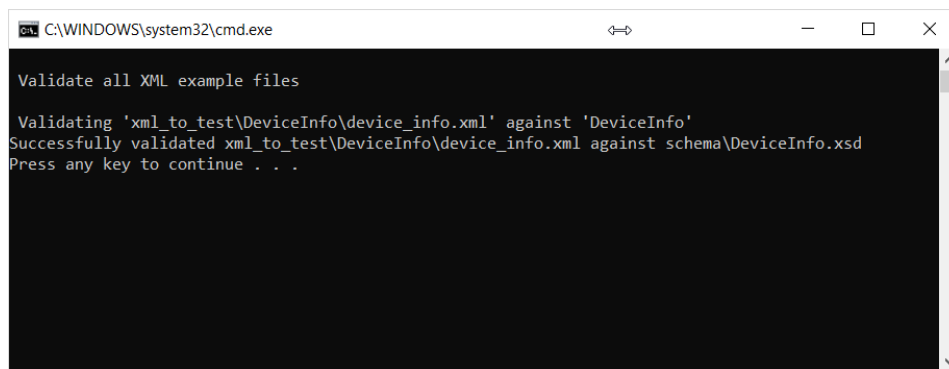 C:\WINDOWS\system32\cmd.exe
Validate all XML example files
Validating 'xml_to_test\DeviceInfo\device_info.xml' against 'DeviceInfo'
Successfully validated xml_to_test\DeviceInfo\device_info.xml against schema\DeviceInfo.xsd
Press any key to continue . . .